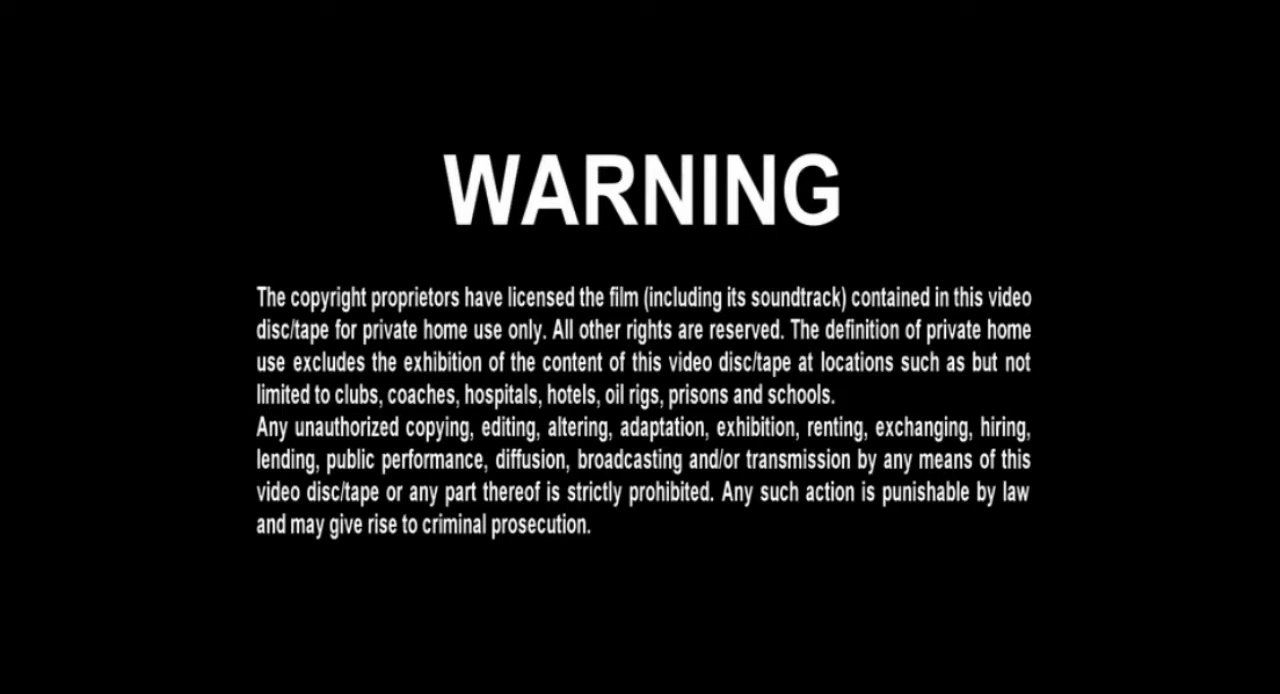 WARNING
The copyright proprietors have licensed the film (including its soundtrack) contained in this video
disc/tape for private home use only. All other rights are reserved. The definition of private home
use excludes the exhibition of the content of this video disc/tape at locations such as but not
limited to clubs, coaches, hospitals, hotels, oil rigs, prisons and schools.
Any unauthorized copying, editing, altering, adaptation, exhibition, renting, exchanging, hiring,
lending, public performance, diffusion, broadcasting and/or transmission by any means of this
video disc/tape or any part thereof is strictly prohibited. Any such action is punishable by law
and may give rise to criminal prosecution.